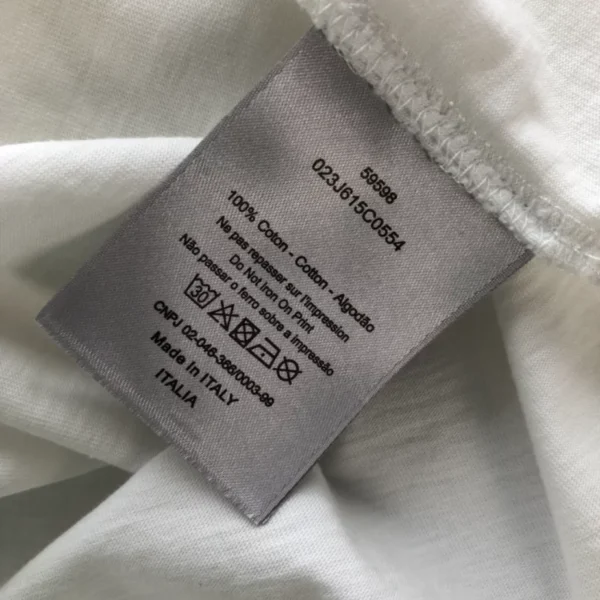 59598
023J615C0554
100% Coton - Cotton - Algodão
Ne pas repasser sur l'impression
Do Not Iron On Print
Não passar o ferro sobre a impressão
30
CNPJ 02-046-366/0003-99
Made In ITALY
ITALIA